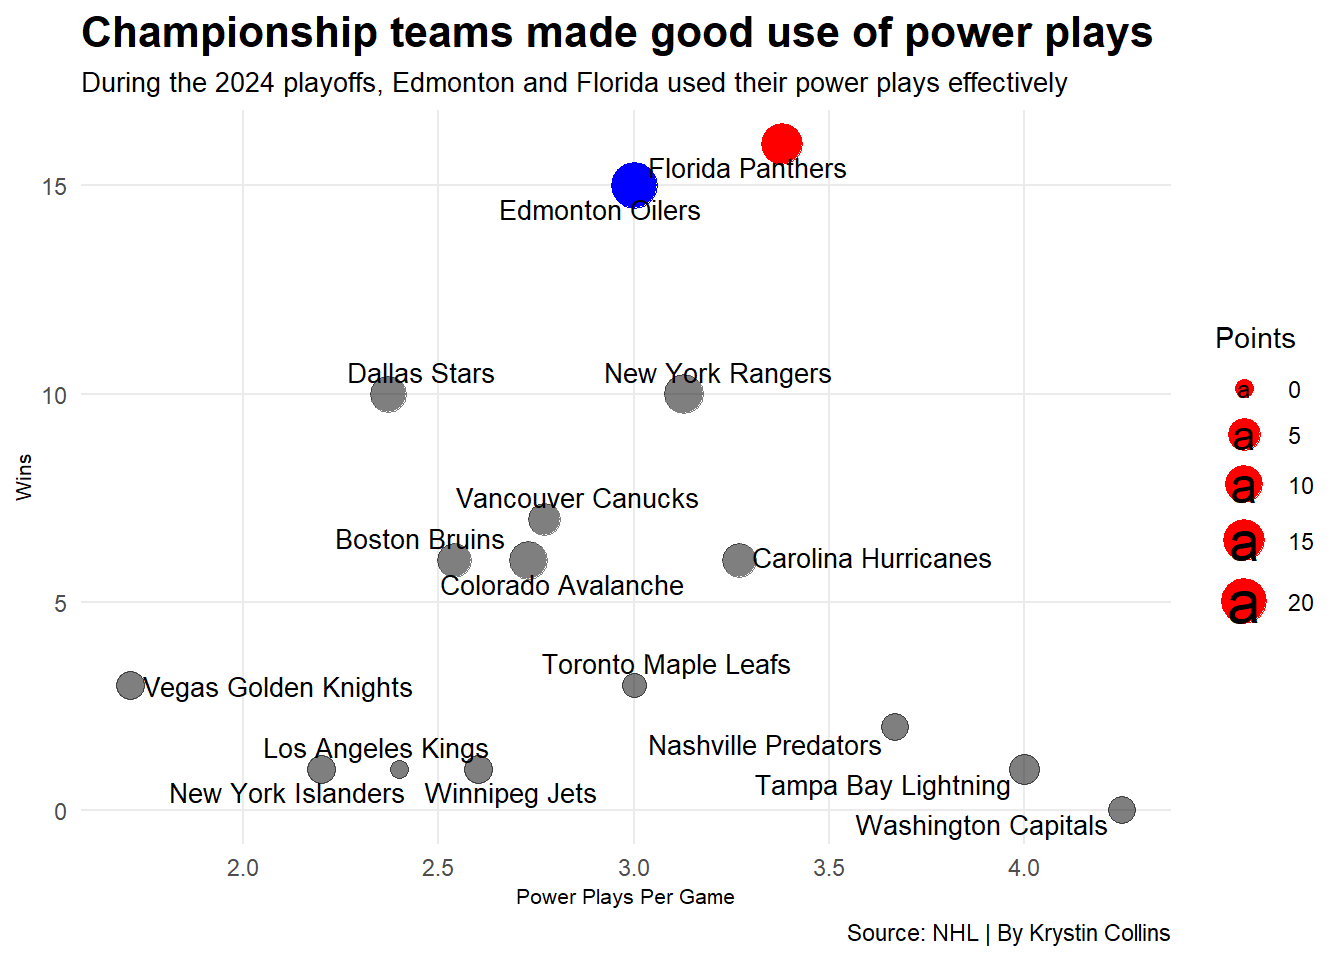 Championship teams made good use of power plays
During the 2024 playoffs, Edmonton and Florida used their power plays effectively
Florida Panthers
15
Edmonton Oilers
Dallas Stars
New York Rangers
10
Vancouver Canucks
Boston Bruins
Carolina Hurricanes
Colorado Avalanche
5
Toronto Maple Leafs
Vegas Golden Knights
Nashville Predators
Los Angeles Kings
Tampa Bay Lightning
New York Islanders
Winnipeg Jets
0
Washington Capitals
Wins
2.0
2.5
3.0
3.5
4.0
Power Plays Per Game
Points
a 0
a 5
a 10
a 15
a 20
Source: NHL | By Krystin Collins